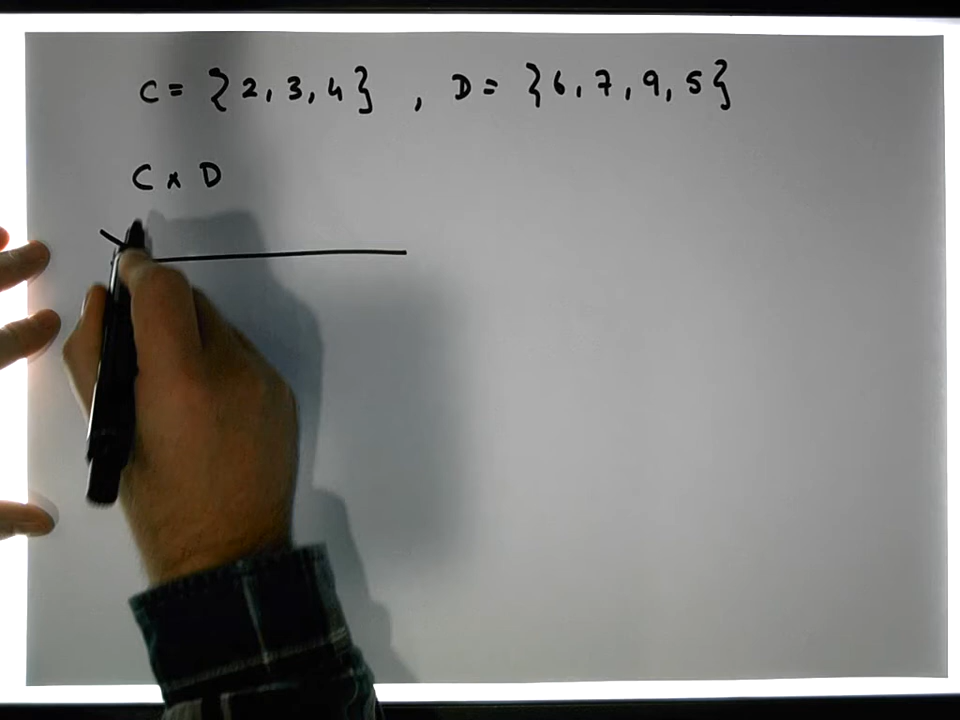 C = {2, 3, 4} , D = {6, 7, 9, 5}
C x D